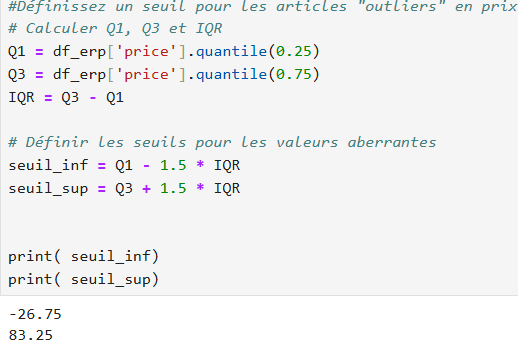 #Définissez un seuil pour les articles "outliers" en prix
# Calculer Q1, Q3 et IQR
Q1 = df_erp['price'].quantile(0.25)
Q3 = df_erp['price'].quantile(0.75)
IQR = Q3 - Q1
# Définir les seuils pour les valeurs aberrantes
seuil_inf = Q1 - 1.5 * IQR
seuil_sup = Q3 + 1.5 * IQR
print( seuil_inf)
print( seuil_sup)
-26.75
83.25